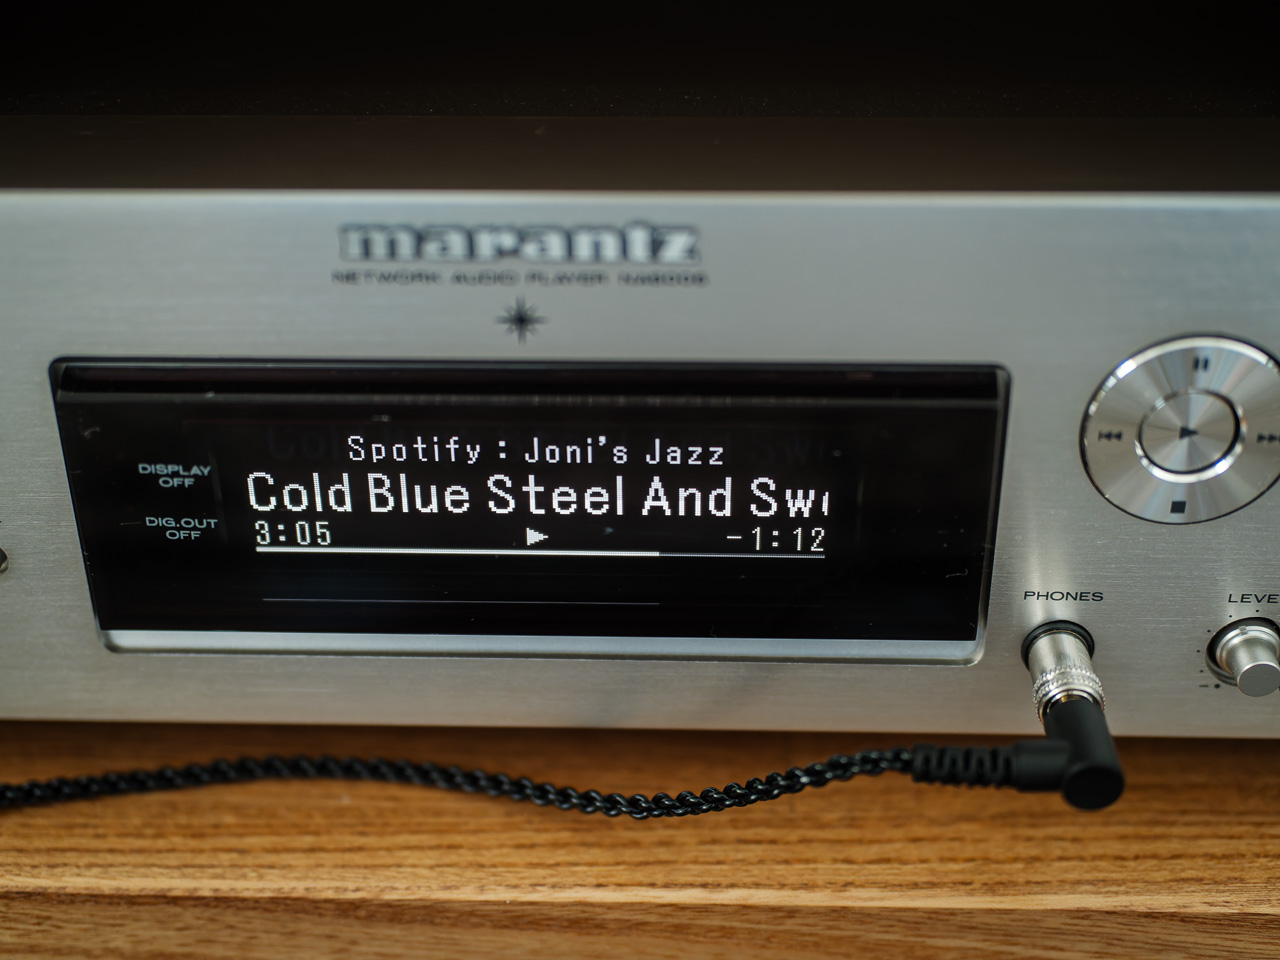 marantz
NETWORK AUDIO PLAYER NA8005
DISPLAY
OFF
DIG.OUT
OFF
Spotify : Joni's Jazz
Cold Blue Steel And Sw
3:05 -1:12
PHONES
LEVE